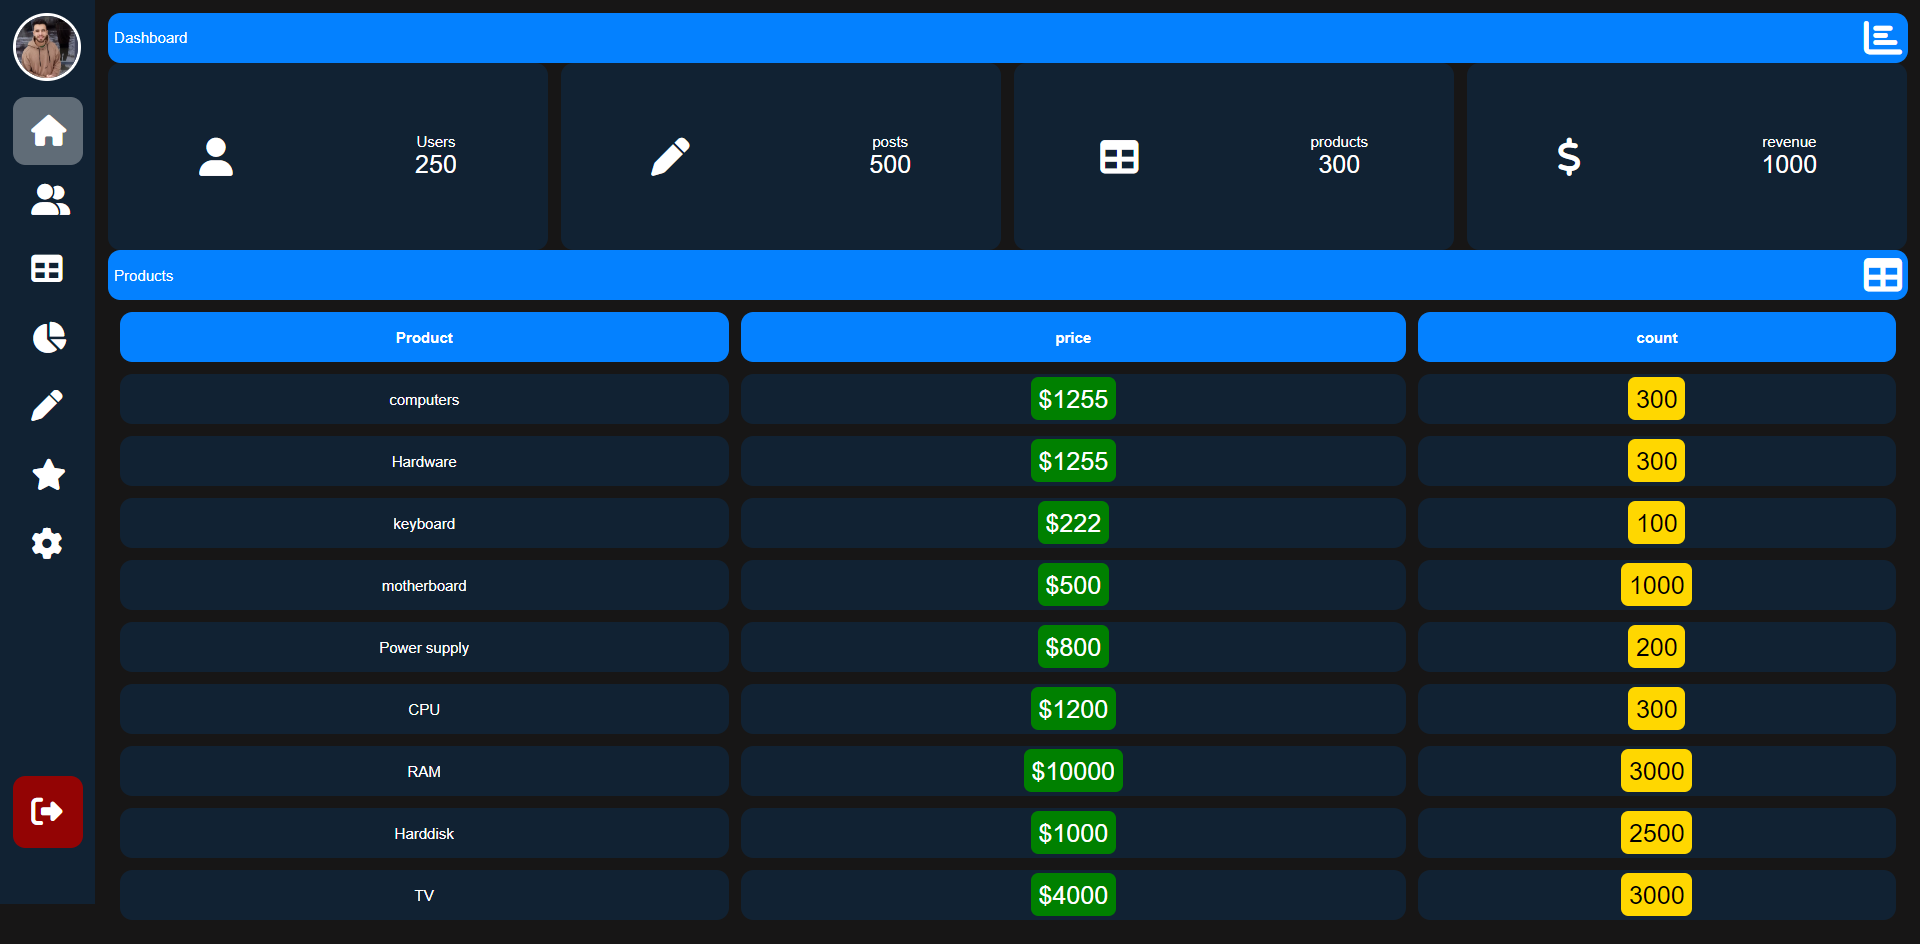 Dashboard
Users
250
posts
500
products
300
revenue
1000
Products
Product price count
computers $1255 300
Hardware $1255 300
keyboard $222 100
motherboard $500 1000
Power supply $800 200
CPU $1200 300
RAM $10000 3000
Harddisk $1000 2500
TV $4000 3000